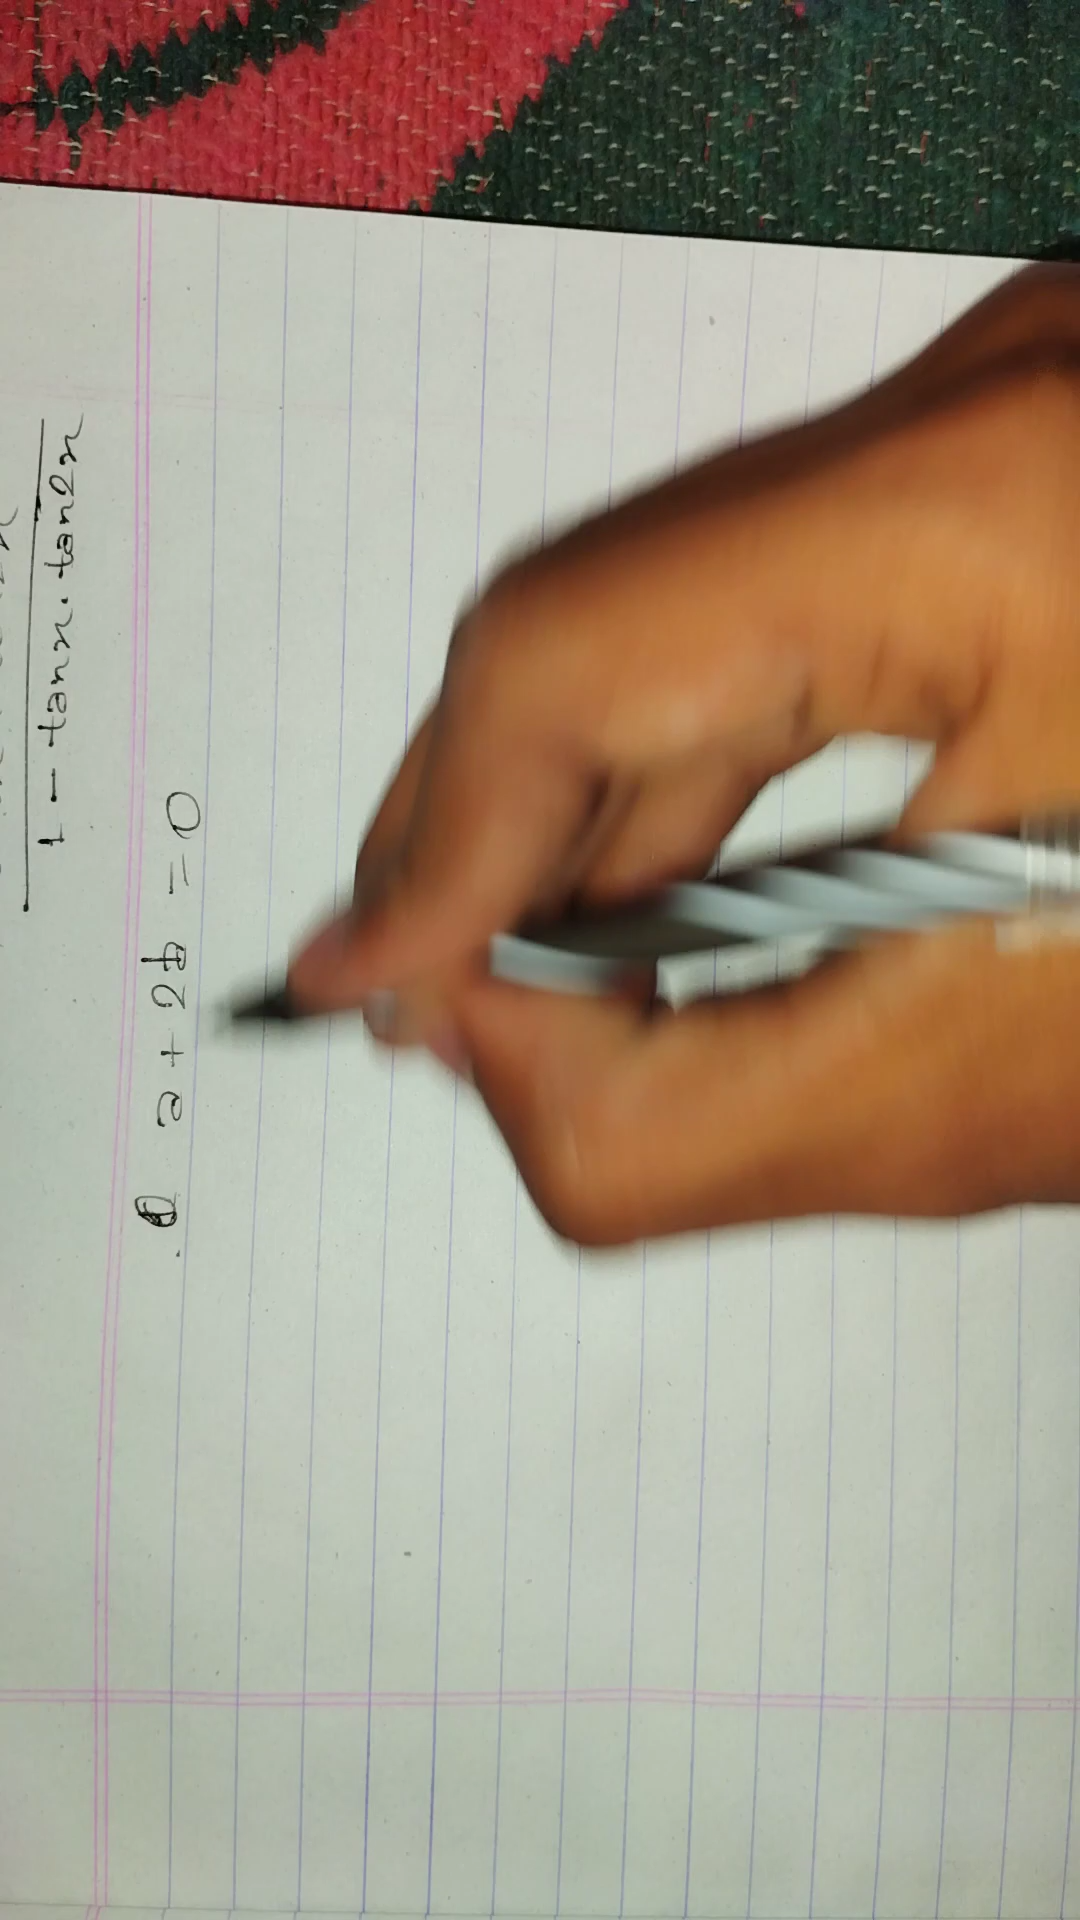 1 - tanx. tan2x
. a + 2b = 0